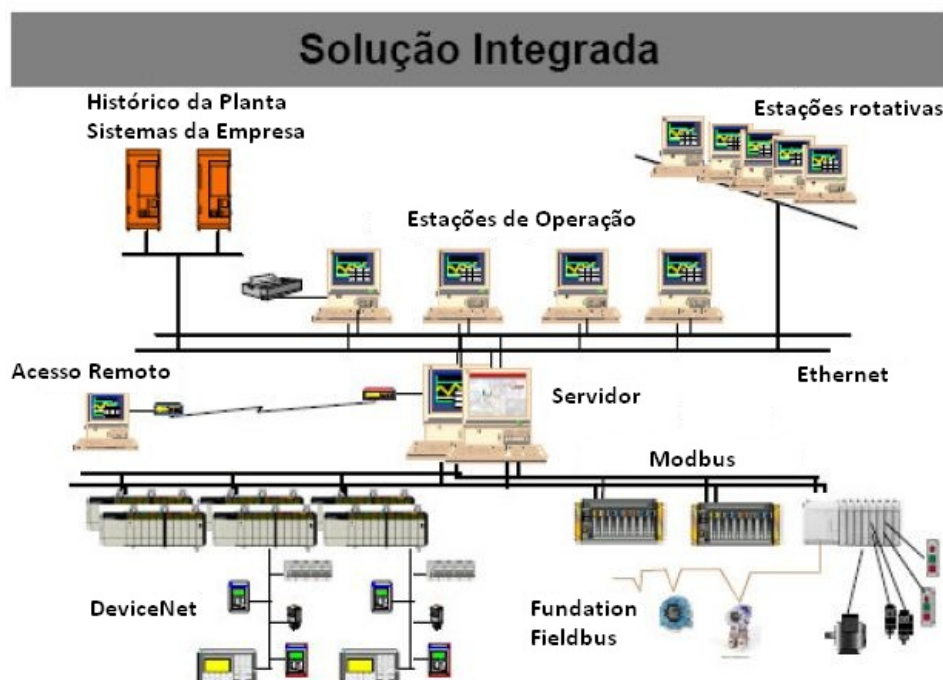 Solução Integrada
Histórico da Planta
Sistemas da Empresa
Estações rotativas
Estações de Operação
Acesso Remoto
Ethernet
Servidor
Modbus
DeviceNet
Fundation
Fieldbus